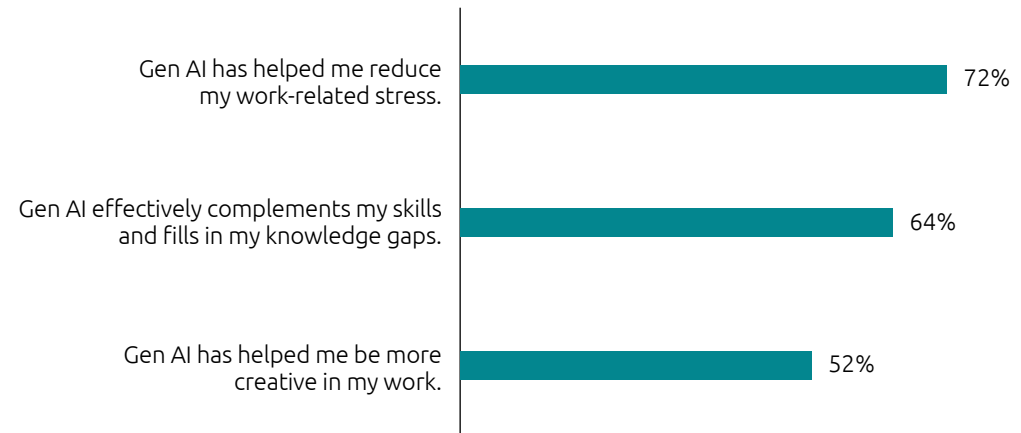 Gen AI has helped me reduce
my work-related stress.
72%
Gen AI effectively complements my skills
and fills in my knowledge gaps.
64%
Gen AI has helped me be more
creative in my work.
52%